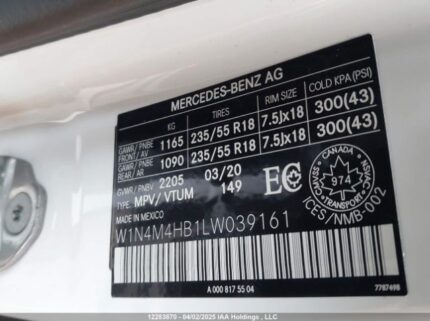 MERCEDES-BENZ AG
KG TIRES RIM SIZE COLD KPA (PSI)
GAWR/ PNBE FRONT/ AV 1165 235/55 R18 7.5Jx18 300(43)
GAWR/ PNBE REAR/ AR 1090 235/55 R18 7.5Jx18 300(43)
GVWR/ PNBV 2205 03/20
TYPE: MPV/ VTUM 149 EC
MADE IN MEXICO
CANADA
CMVSS NSVAC
974
TRANSPORT
ICES/NMB-002
W1N4M4HB1LW039161
A 000 817 55 04
7787498
12283870 - 04/02/2025 IAA Holdings , LLC